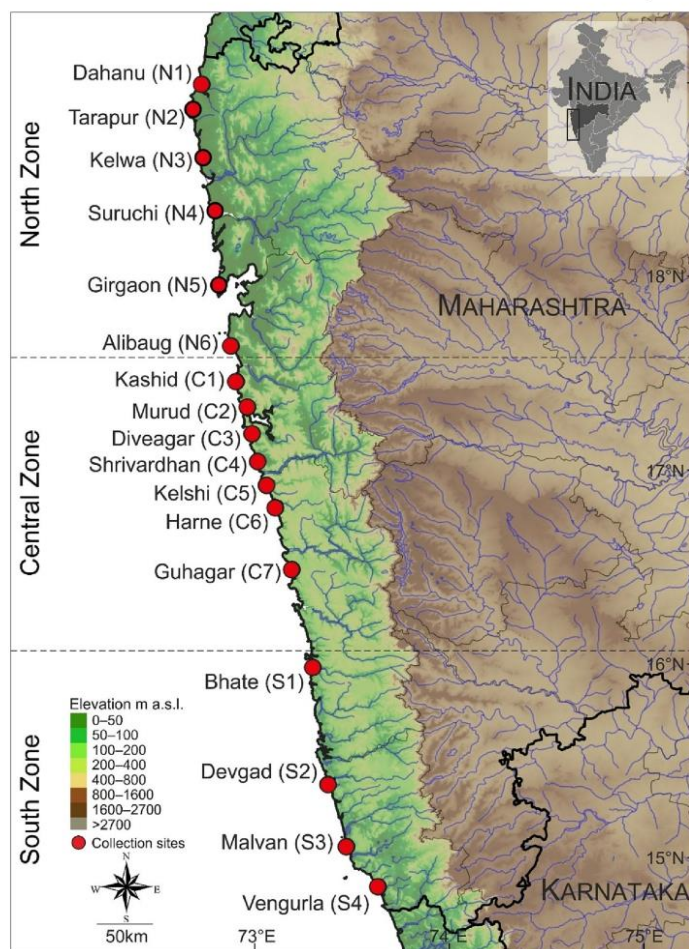 North Zone
Dahanu (N1)
Tarapur (N2)
Kelwa (N3)
Suruchi (N4)
Girgaon (N5)
Alibaug (N6)
Central Zone
Kashid (C1)
Murud (C2)
Diveagar (C3)
Shrivardhan (C4)
Kelshi (C5)
Harne (C6)
Guhagar (C7)
South Zone
Bhate (S1)
Devgad (S2)
Malvan (S3)
Vengurla (S4)
INDIA
MAHARASHTRA
KARNATAKA
18°N
17°N
16°N
15°N
Elevation m a.s.l.
0–50
50–100
100–200
200–400
400–800
800–1600
1600–2700
>2700
Collection sites
N
W E
S
50km
73°E
74°E
75°E